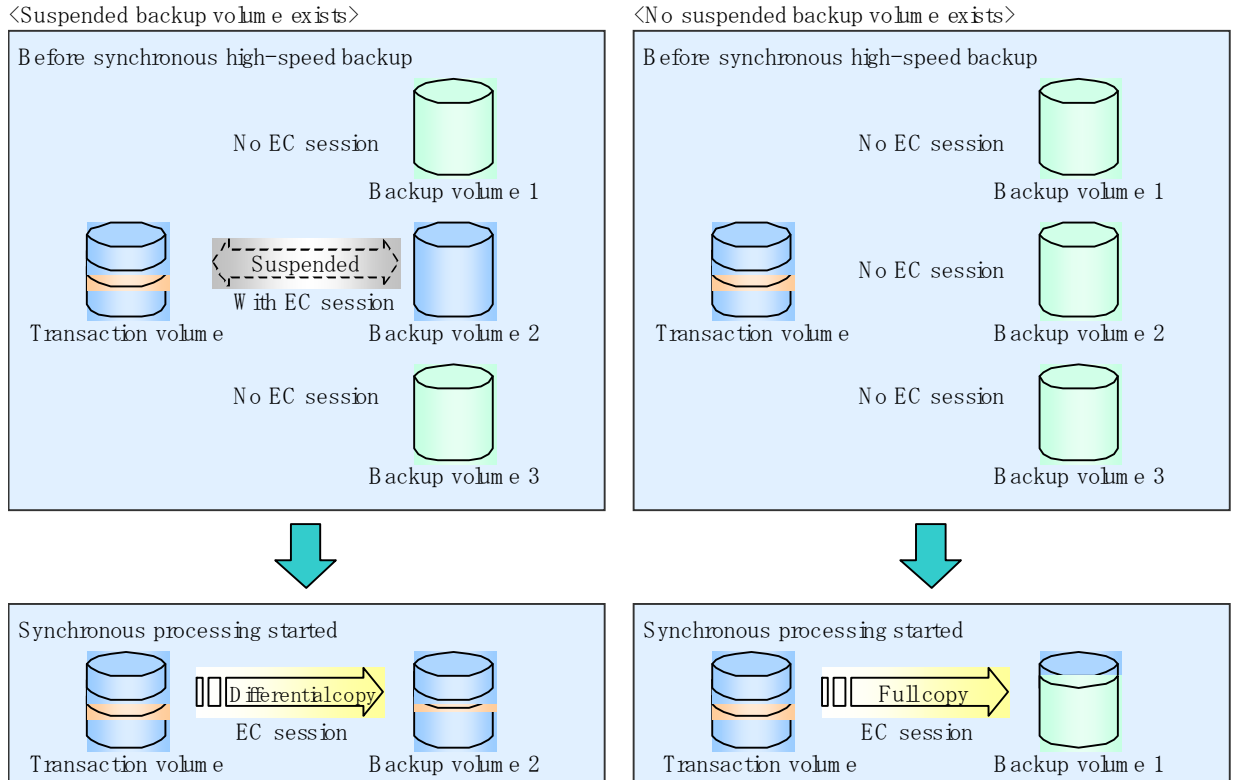 <Suspended backup volume exists>
Before synchronous high-speed backup
No EC session
Backup volume 1
Suspended
With EC session
Transaction volume
Backup volume 2
No EC session
Backup volume 3
Synchronous processing started
Differential copy
EC session
Transaction volume
Backup volume 2
<No suspended backup volume exists>
Before synchronous high-speed backup
No EC session
Backup volume 1
No EC session
Transaction volume
Backup volume 2
No EC session
Backup volume 3
Synchronous processing started
Full copy
EC session
Transaction volume
Backup volume 1